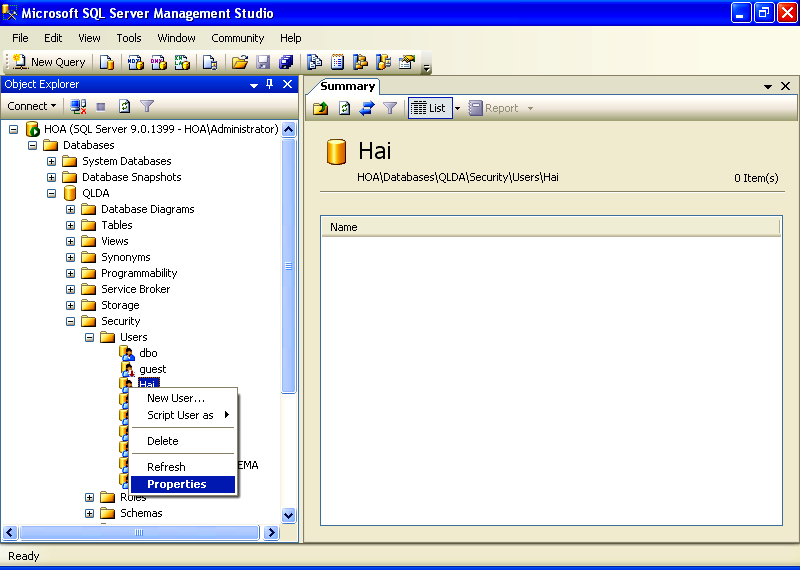 Microsoft SQL Server Management Studio
File Edit View Tools Window Community Help
New Query
Object Explorer
Connect
HOA (SQL Server 9.0.1399 - HOA\Administrator)
Databases
System Databases
Database Snapshots
QLDA
Database Diagrams
Tables
Views
Synonyms
Programmability
Service Broker
Storage
Security
Users
dbo
guest
Hai
New User...
Script User as
Delete
Refresh
EMA
Properties
Roles
Schemas
Summary
List Report
Hai
HOA\Databases\QLDA\Security\Users\Hai
0 Item(s)
Name
Ready